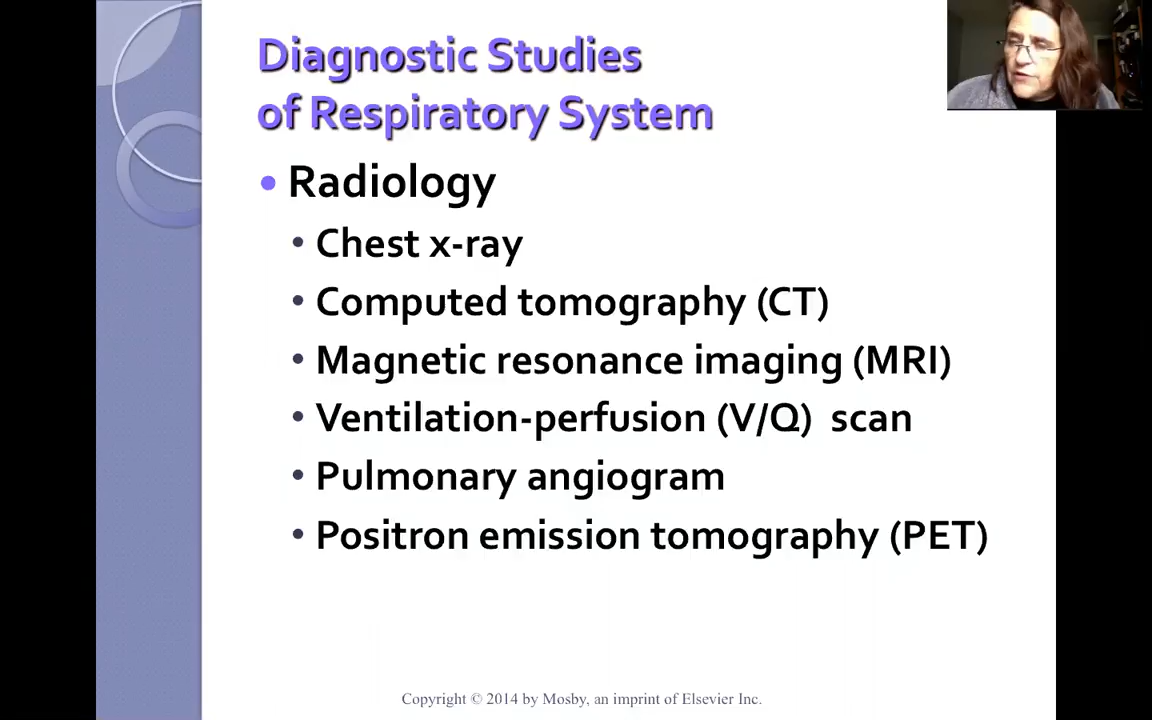 Diagnostic Studies
of Respiratory System
• Radiology
• Chest x-ray
• Computed tomography (CT)
• Magnetic resonance imaging (MRI)
• Ventilation-perfusion (V/Q) scan
• Pulmonary angiogram
• Positron emission tomography (PET)
Copyright © 2014 by Mosby, an imprint of Elsevier Inc.